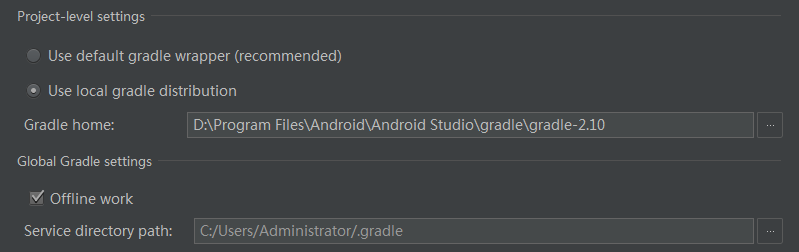 Project-level settings
Use default gradle wrapper (recommended)
Use local gradle distribution
Gradle home: D:\Program Files\Android\Android Studio\gradle\gradle-2.10 ...
Global Gradle settings
Offline work
Service directory path: C:/Users/Administrator/.gradle ...